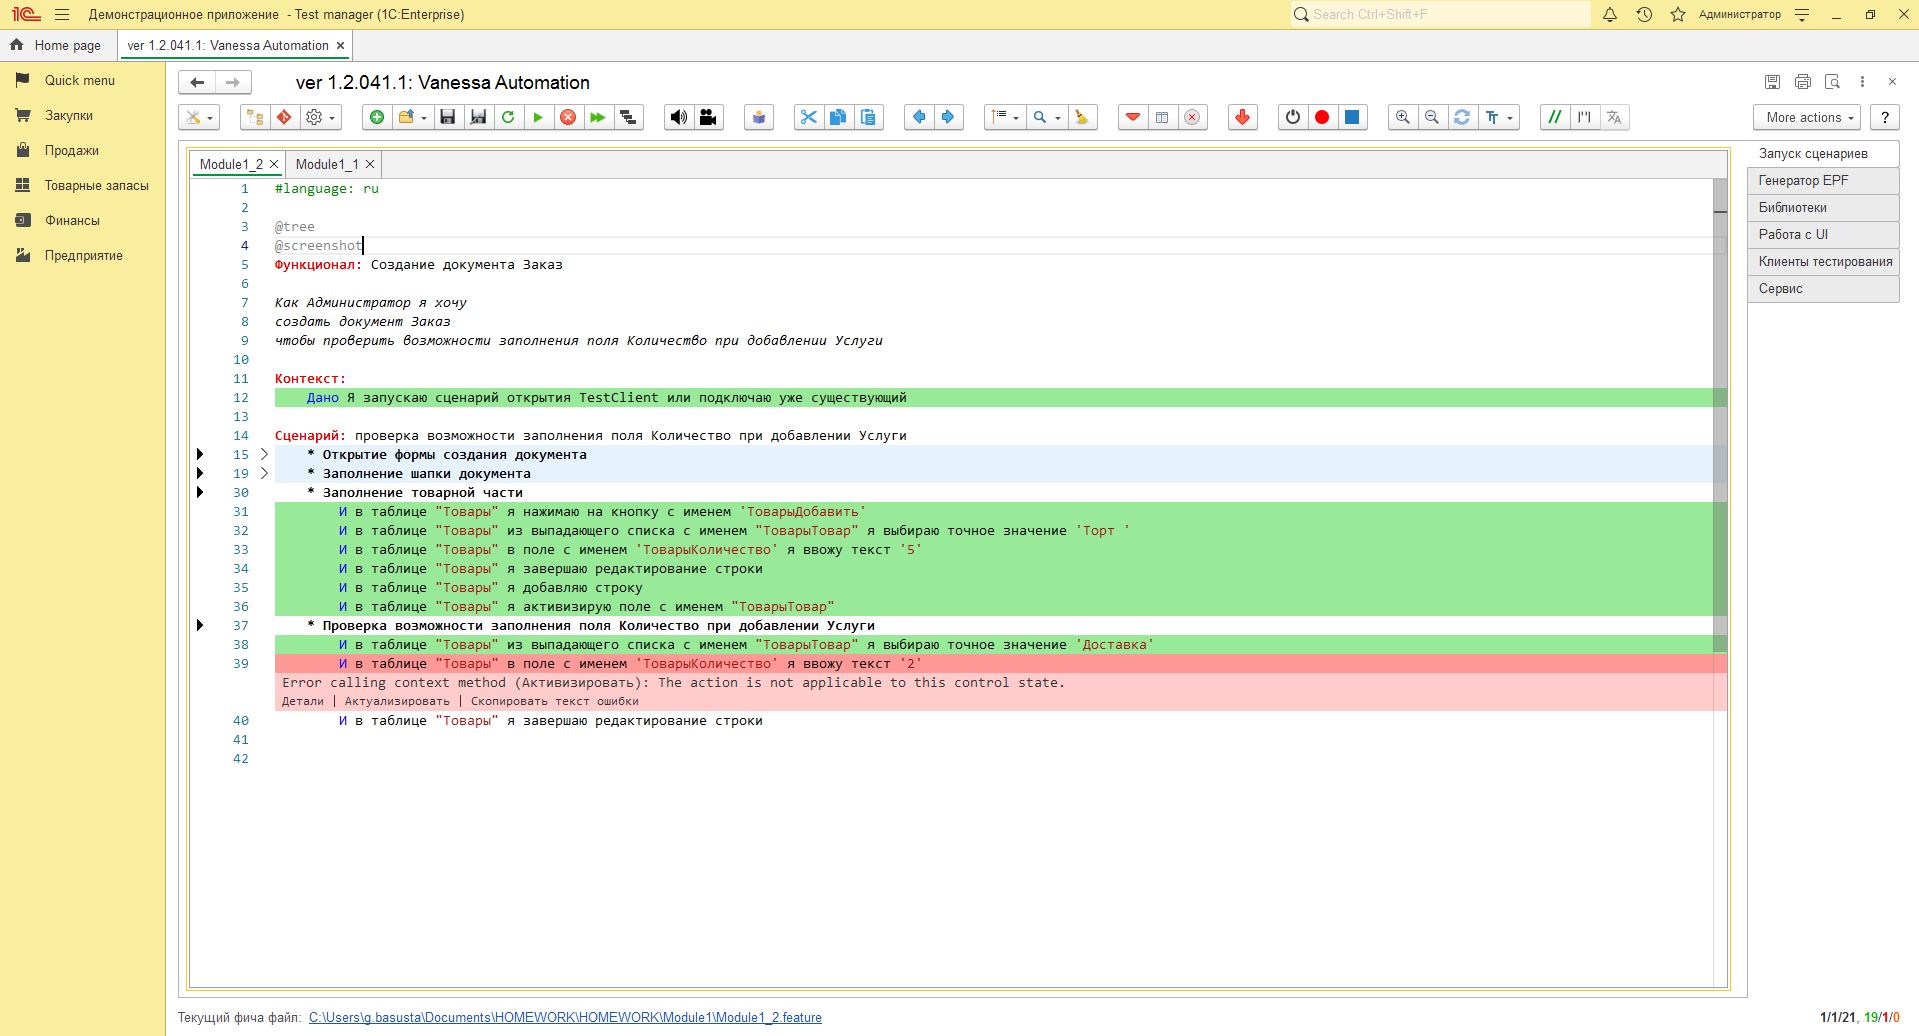 1С Демонстрационное приложение - Test manager (1C:Enterprise) Search Ctrl+Shift+F Администратор
Home page ver 1.2.041.1: Vanessa Automation
Quick menu
Закупки
Продажи
Товарные запасы
Финансы
Предприятие
ver 1.2.041.1: Vanessa Automation
More actions ?
Module1_2 Module1_1
1 #language: ru
2
3 @tree
4 @screenshot
5 Функционал: Создание документа Заказ
6
7 Как Администратор я хочу
8 создать документ Заказ
9 чтобы проверить возможности заполнения поля Количество при добавлении Услуги
10
11 Контекст:
12 Дано Я запускаю сценарий открытия TestClient или подключаю уже существующий
13
14 Сценарий: проверка возможности заполнения поля Количество при добавлении Услуги
15 * Открытие формы создания документа
19 * Заполнение шапки документа
30 * Заполнение товарной части
31 И в таблице "Товары" я нажимаю на кнопку с именем 'ТоварыДобавить'
32 И в таблице "Товары" из выпадающего списка с именем "ТоварыТовар" я выбираю точное значение 'Торт '
33 И в таблице "Товары" в поле с именем 'ТоварыКоличество' я ввожу текст '5'
34 И в таблице "Товары" я завершаю редактирование строки
35 И в таблице "Товары" я добавляю строку
36 И в таблице "Товары" я активизирую поле с именем "ТоварыТовар"
37 * Проверка возможности заполнения поля Количество при добавлении Услуги
38 И в таблице "Товары" из выпадающего списка с именем "ТоварыТовар" я выбираю точное значение 'Доставка'
39 И в таблице "Товары" в поле с именем 'ТоварыКоличество' я ввожу текст '2'
Error calling context method (Активизировать): The action is not applicable to this control state.
Детали | Актуализировать | Скопировать текст ошибки
40 И в таблице "Товары" я завершаю редактирование строки
41
42
Запуск сценариев
Генератор EPF
Библиотеки
Работа с UI
Клиенты тестирования
Сервис
Текущий фича файл: C:\Users\g.basusta\Documents\HOMEWORK\HOMEWORK\Module1\Module1_2.feature
1/1/21, 19/1/0